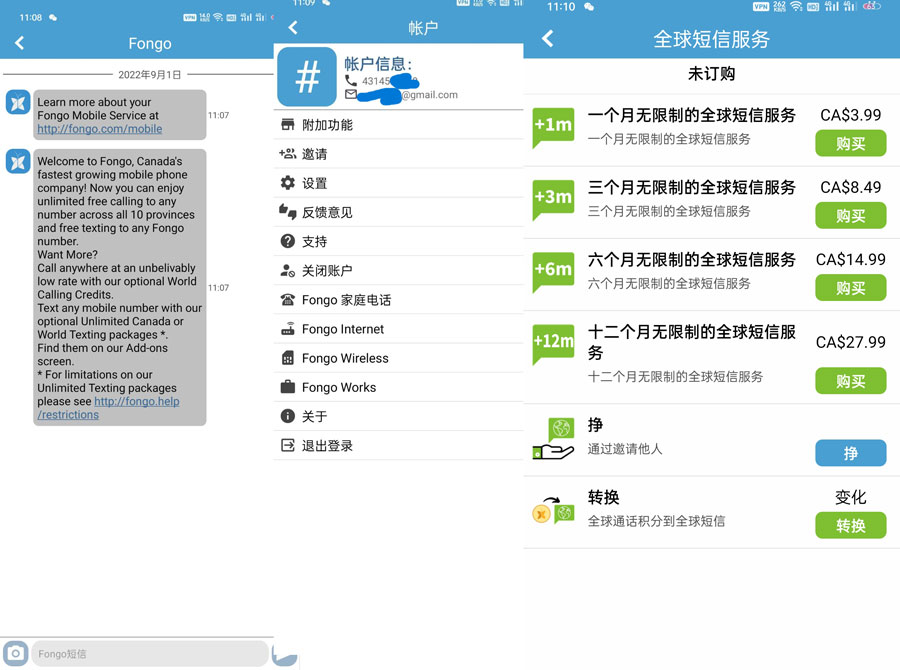 11:08
VPN
Fongo
2022年9月1日
Learn more about your
Fongo Mobile Service at
http://fongo.com/mobile
11:07
Welcome to Fongo, Canada's
fastest growing mobile phone
company! Now you can enjoy
unlimited free calling to any
number across all 10 provinces
and free texting to any Fongo
number.
Want More?
Call anywhere at an unbelivably
low rate with our optional World
Calling Credits.
Text any mobile number with our
optional Unlimited Canada or
World Texting packages *.
Find them on our Add-ons
screen.
* For limitations on our
Unlimited Texting packages
please see http://fongo.help
/restrictions
11:07
Fongo短信
11:09
帐户
#
帐户信息:
43145
@gmail.com
附加功能
邀请
设置
反馈意见
支持
关闭账户
Fongo 家庭电话
Fongo Internet
Fongo Wireless
Fongo Works
关于
退出登录
11:10
VPN
全球短信服务
未订购
+1m
一个月无限制的全球短信服务
CA$3.99
一个月无限制的全球短信服务
购买
+3m
三个月无限制的全球短信服务
CA$8.49
三个月无限制的全球短信服务
购买
+6m
六个月无限制的全球短信服务
CA$14.99
六个月无限制的全球短信服务
购买
+12m
十二个月无限制的全球短信服
务
CA$27.99
十二个月无限制的全球短信服务
购买
挣
通过邀请他人
挣
转换
变化
全球通话积分到全球短信
转换